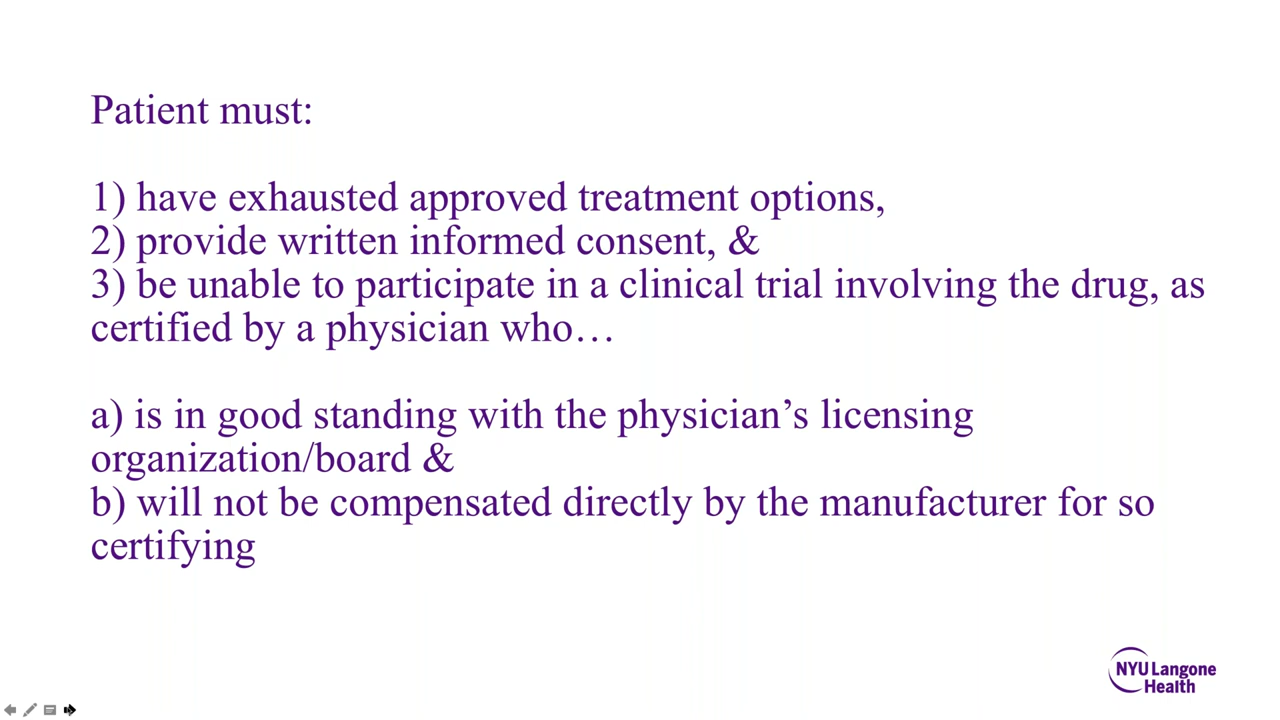 Patient must:
1) have exhausted approved treatment options,
2) provide written informed consent, &
3) be unable to participate in a clinical trial involving the drug, as
certified by a physician who…
a) is in good standing with the physician’s licensing
organization/board &
b) will not be compensated directly by the manufacturer for so
certifying
NYU Langone
Health